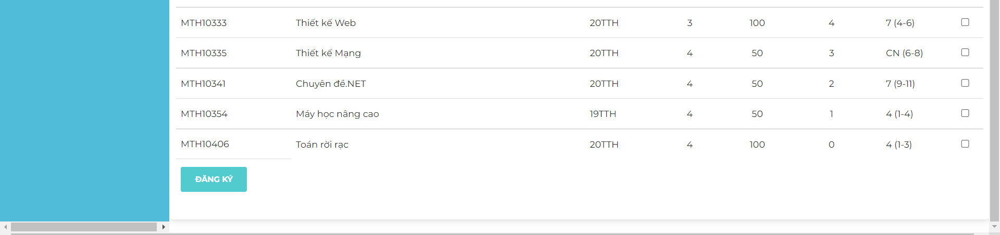 MTH10333 Thiết kế Web 20TTH 3 100 4 7 (4-6)
MTH10335 Thiết kế Mạng 20TTH 4 50 3 CN (6-8)
MTH10341 Chuyên đề.NET 20TTH 4 50 2 7 (9-11)
MTH10354 Máy học nâng cao 19TTH 4 50 1 4 (1-4)
MTH10406 Toán rời rạc 20TTH 4 100 0 4 (1-3)
ĐĂNG KÝ